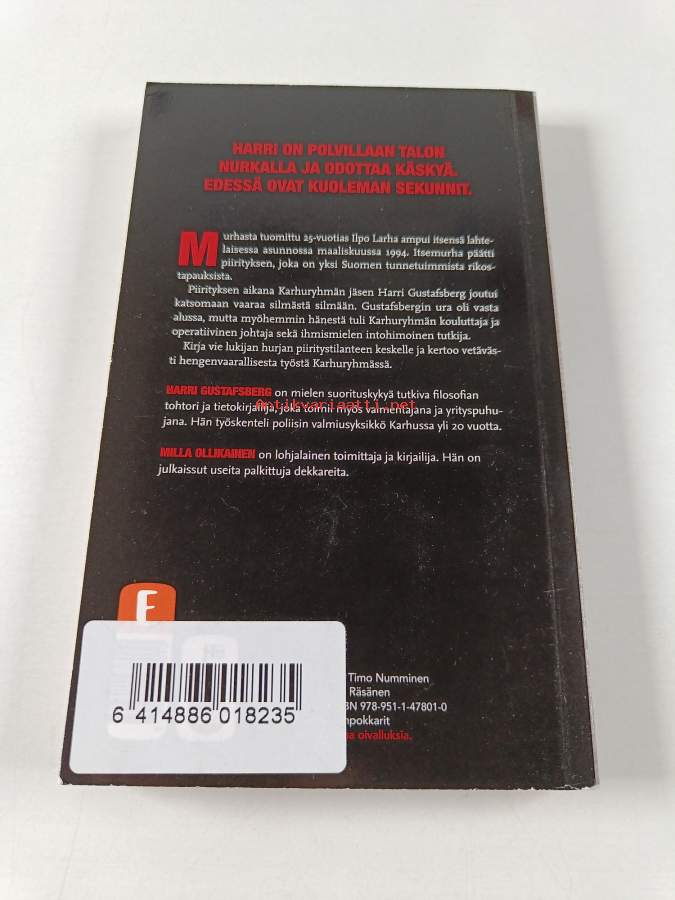 HARRI ON POLVILLAAN TALON
NURKALLA JA ODOTTAA KÄSKYÄ.
EDESSÄ OVAT KUOLEMAN SEKUNNIT.
Murhasta tuomittu 25-vuotias Ilpo Larha ampui itsensä lahte-
laisessa asunnossa maaliskuussa 1994. Itsemurha päätti
piirityksen, joka on yksi Suomen tunnetuimmista rikos-
tapauksista.
Piirityksen aikana Karhuryhmän jäsen Harri Gustafsberg joutui
katsomaan vaaraa silmästä silmään. Gustafsbergin ura oli vasta
alussa, mutta myöhemmin hänestä tuli Karhuryhmän kouluttaja ja
operatiivinen johtaja sekä ihmismielen intohimoinen tutkija.
Kirja vie lukijan hurjan piiritystilanteen keskelle ja kertoo vetäväs-
ti hengenvaarallisesta työstä Karhuryhmässä.
HARRI GUSTAFSBERG on mielen suorituskykyä tutkiva filosofian
antikvariaatti.net
tohtori ja tietokirjailija, joka toimii myös valmentajana ja yrityspuhu-
jana. Hän työskenteli poliisin valmiusyksikkö Karhussa yli 20 vuotta.
MILLA OLLIKAINEN on lohjalainen toimittaja ja kirjailija. Hän on
julkaissut useita palkittuja dekkareita.
F
Timo Numminen
Räsänen
BN 978-951-1-47801-0
npokkarit
oivalluksia.
6 414886 018235